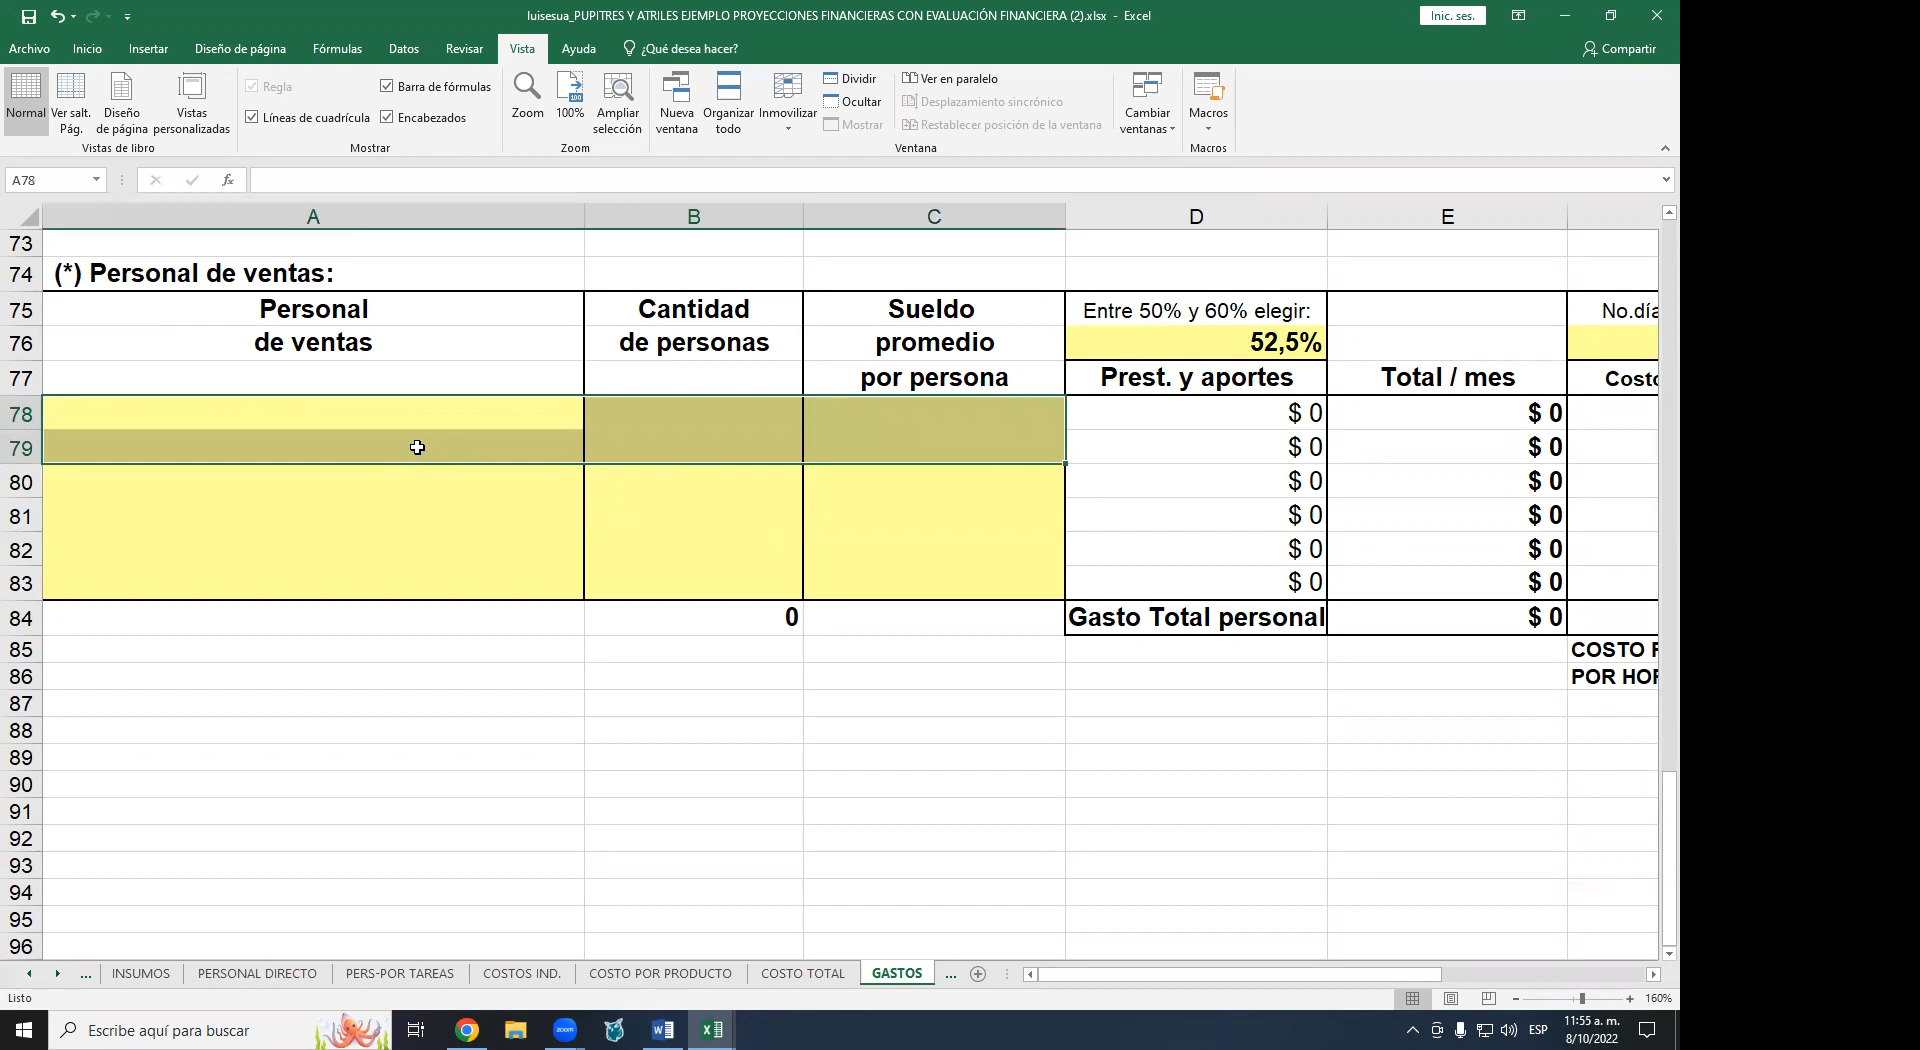 luisesua_PUPITRES Y ATRILES EJEMPLO PROYECCIONES FINANCIERAS CON EVALUACIÓN FINANCIERA (2).xlsx - Excel
Inic. ses.
Archivo Inicio Insertar Diseño de página Fórmulas Datos Revisar Vista Ayuda ¿Qué desea hacer? Compartir
Normal
Ver salt. Pág.
Diseño de página
Vistas personalizadas
Vistas de libro
Regla
Barra de fórmulas
Líneas de cuadrícula
Encabezados
Mostrar
Zoom
100%
100
Ampliar selección
Zoom
Nueva ventana
Organizar todo
Inmovilizar
Dividir
Ocultar
Mostrar
Ver en paralelo
Desplazamiento sincrónico
Restablecer posición de la ventana
Cambiar ventanas
Ventana
Macros
Macros
A78
fx
A B C D E
73
74 (*) Personal de ventas:
75 Personal Cantidad Sueldo Entre 50% y 60% elegir: No.día
76 de ventas de personas promedio 52,5%
77 por persona Prest. y aportes Total / mes Costo
78 $ 0 $ 0
79 $ 0 $ 0
80 $ 0 $ 0
81 $ 0 $ 0
82 $ 0 $ 0
83 $ 0 $ 0
84 0 Gasto Total personal $ 0
85 COSTO F
86 POR HOR
87
88
89
90
91
92
93
94
95
96
... INSUMOS PERSONAL DIRECTO PERS-POR TAREAS COSTOS IND. COSTO POR PRODUCTO COSTO TOTAL GASTOS ...
Listo
160%
Escribe aquí para buscar
zoom
ESP
11:55 a. m.
8/10/2022